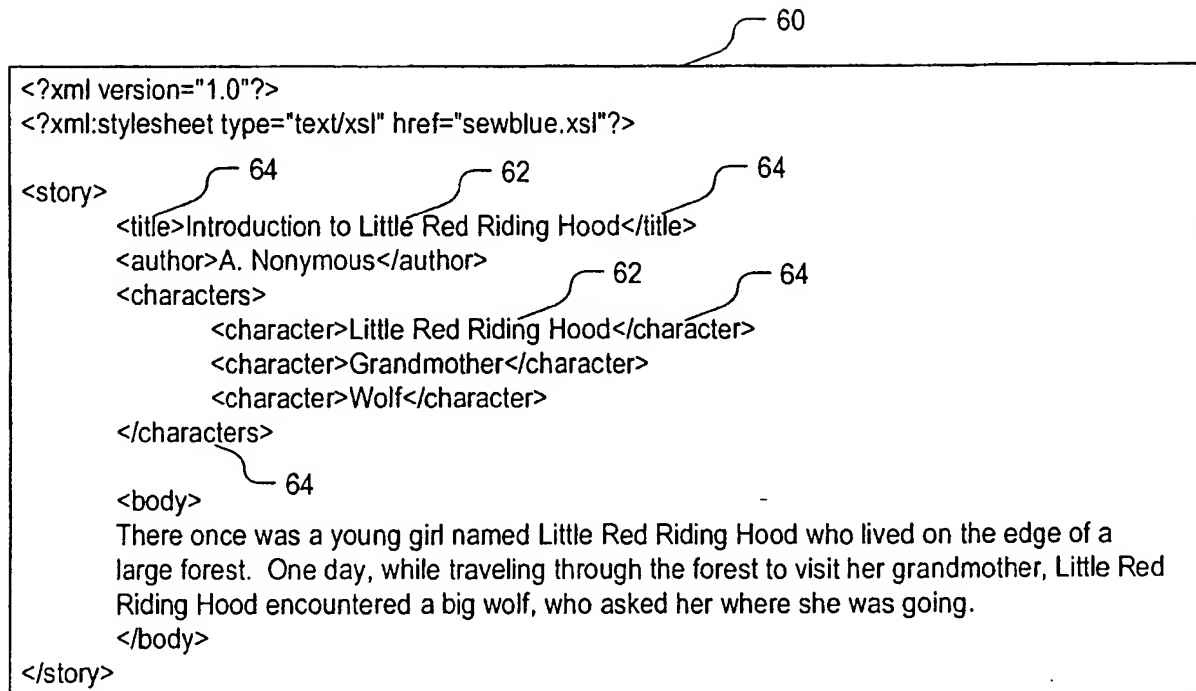 60
<?xml version="1.0"?>
<?xml:stylesheet type="text/xsl" href="sewblue.xsl"?>
64 62 64
<story>
<title>Introduction to Little Red Riding Hood</title>
<author>A. Nonymous</author>
62 64
<characters>
<character>Little Red Riding Hood</character>
<character>Grandmother</character>
<character>Wolf</character>
</characters>
64
<body>
There once was a young girl named Little Red Riding Hood who lived on the edge of a
large forest. One day, while traveling through the forest to visit her grandmother, Little Red
Riding Hood encountered a big wolf, who asked her where she was going.
</body>
</story>